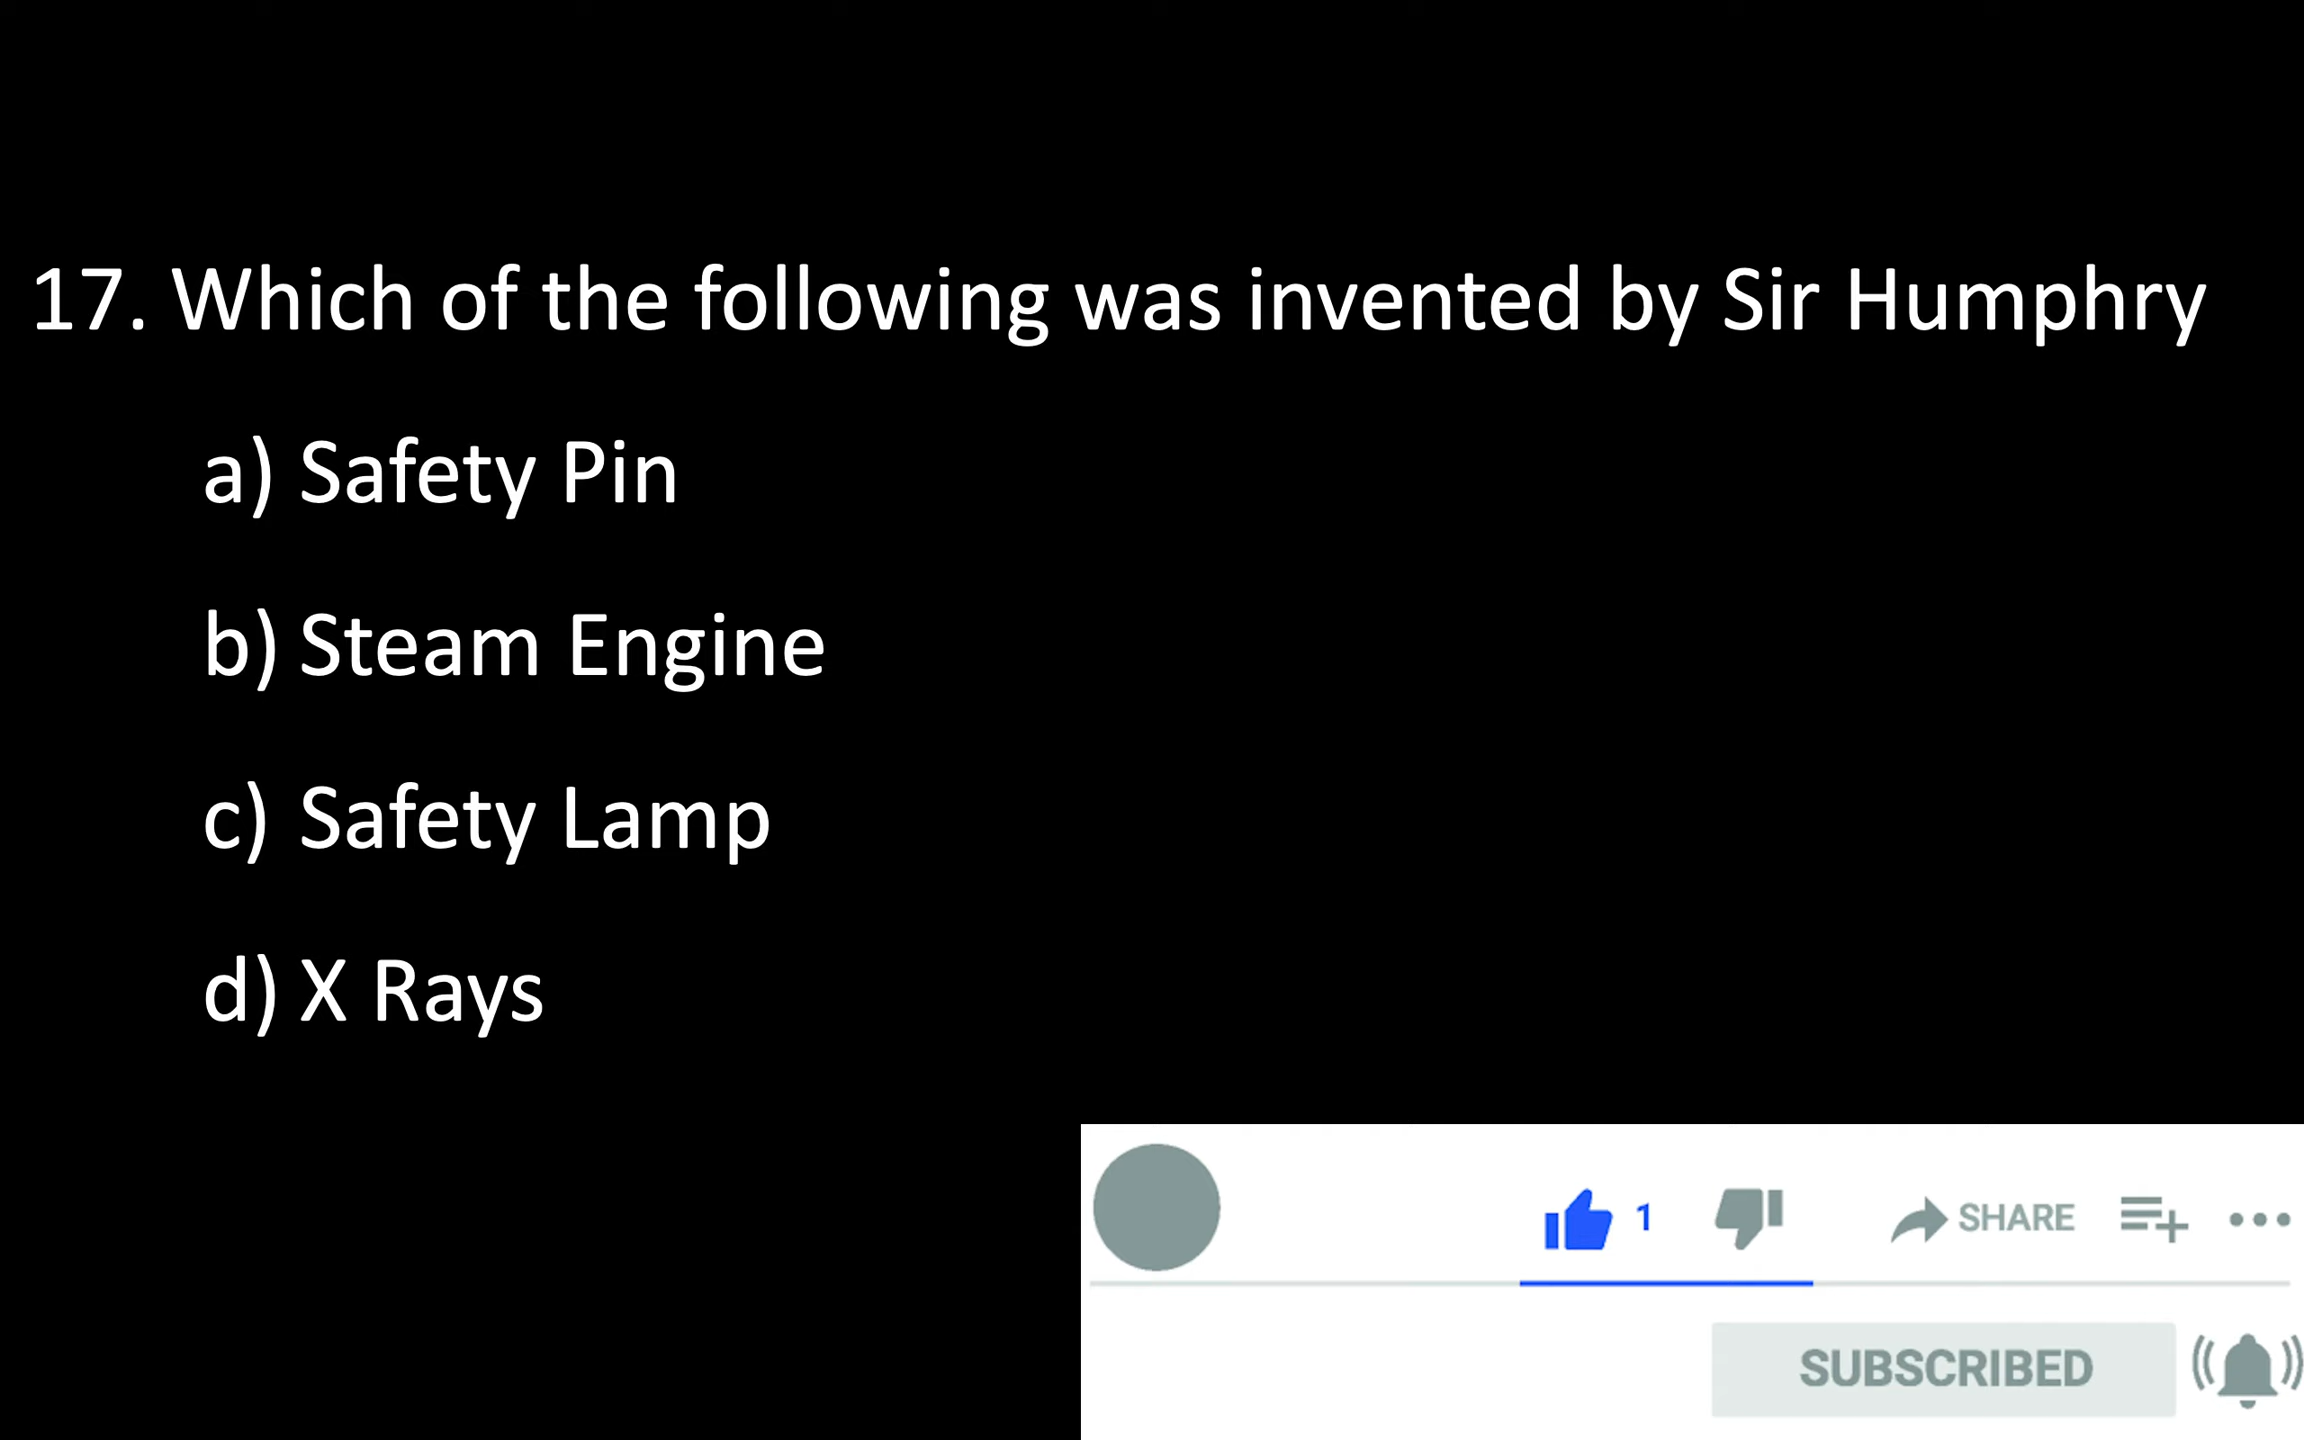 17. Which of the following was invented by Sir Humphry
a) Safety Pin
b) Steam Engine
c) Safety Lamp
d) X Rays
1 SHARE
SUBSCRIBED